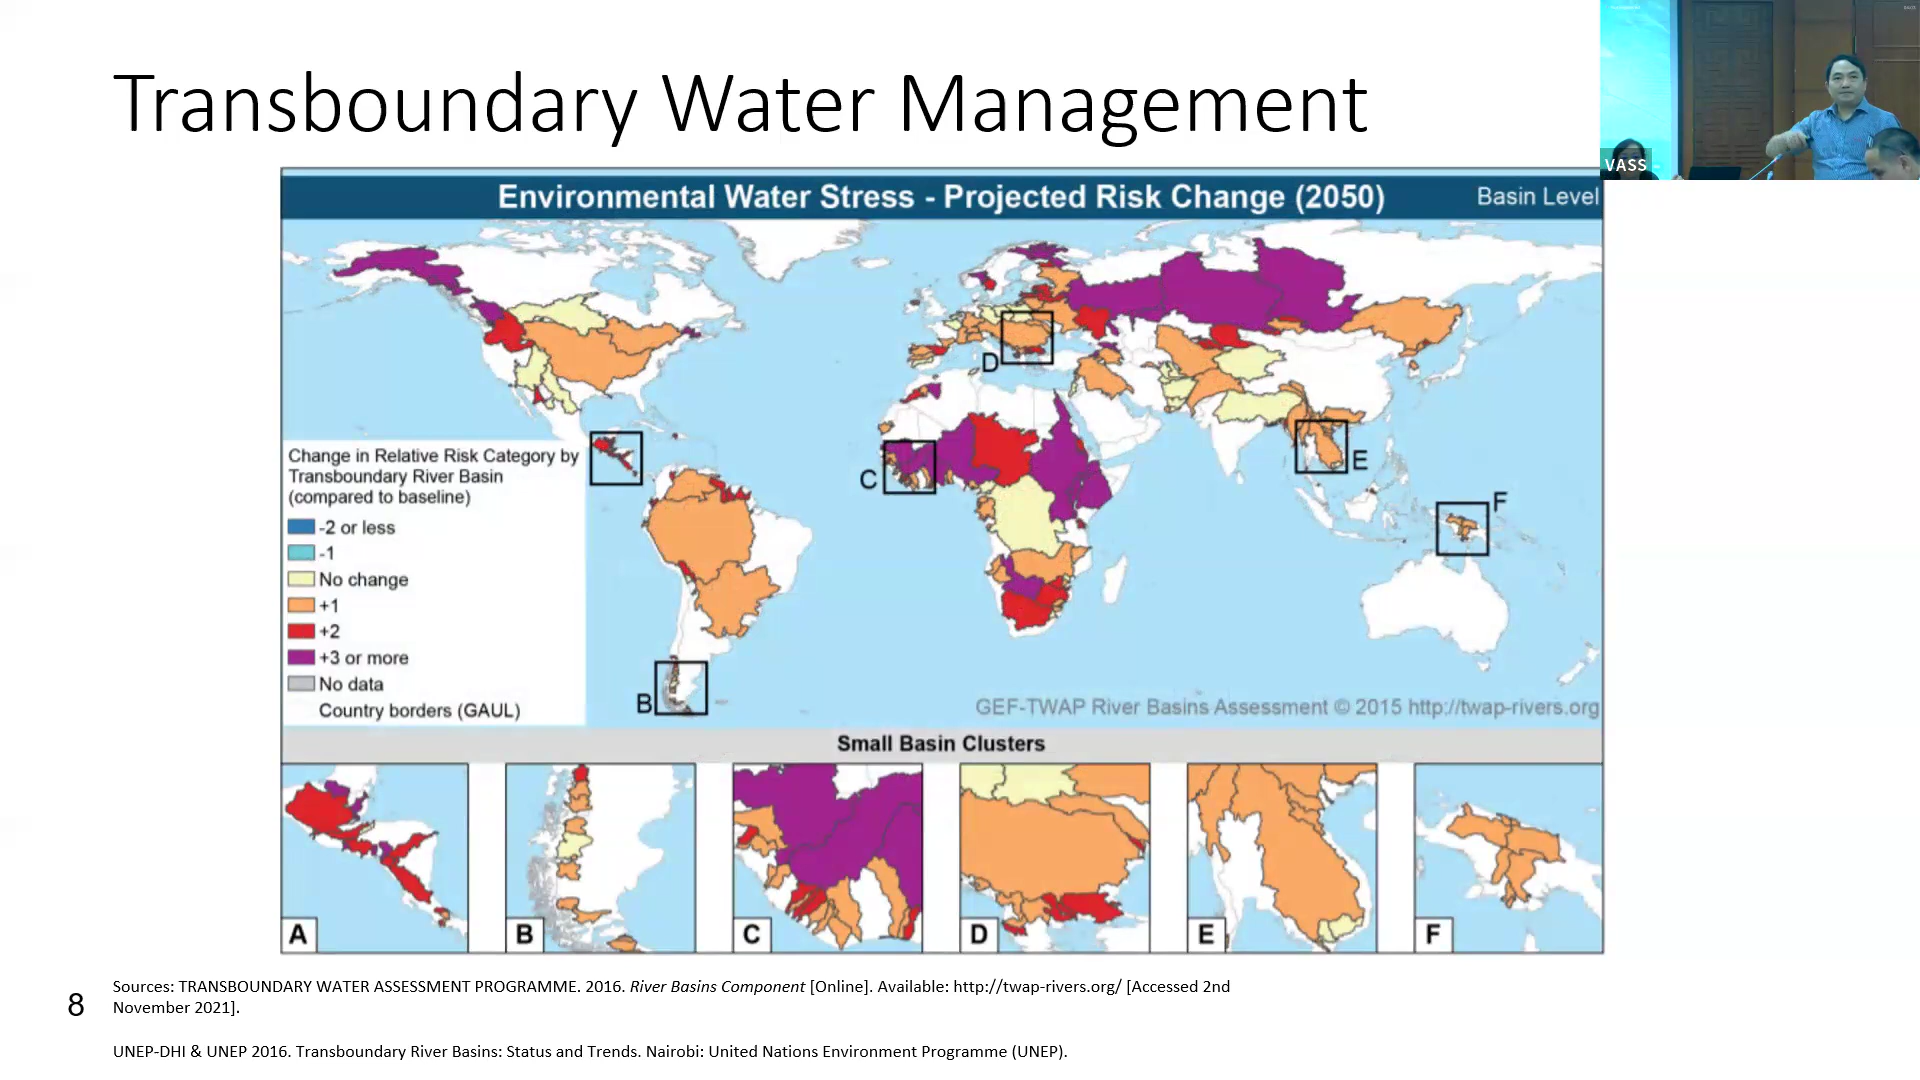 Transboundary Water Management
VASS
Environmental Water Stress - Projected Risk Change (2050)
Basin Level
D
C
E
F
B
Change in Relative Risk Category by
Transboundary River Basin
(compared to baseline)
-2 or less
-1
No change
+1
+2
+3 or more
No data
Country borders (GAUL)
GEF-TWAP River Basins Assessment © 2015 http://twap-rivers.org
Small Basin Clusters
A
B
C
D
E
F
Sources: TRANSBOUNDARY WATER ASSESSMENT PROGRAMME. 2016. River Basins Component [Online]. Available: http://twap-rivers.org/ [Accessed 2nd
November 2021].
8
UNEP-DHI & UNEP 2016. Transboundary River Basins: Status and Trends. Nairobi: United Nations Environment Programme (UNEP).